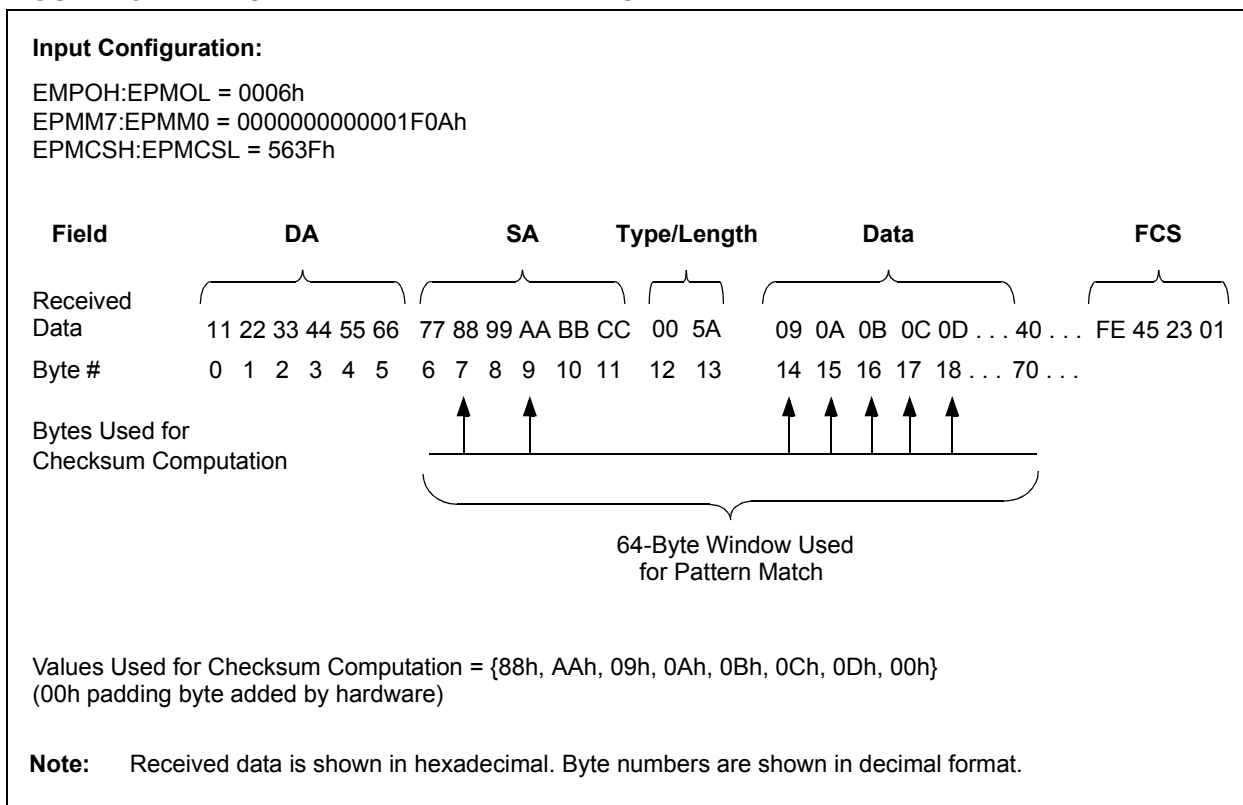 Input Configuration:
EMPOH:EPMOL = 0006h
EPMM7:EPMM0 = 0000000000001F0Ah
EPMCSH:EPMCSL = 563Fh
Field DA SA Type/Length Data FCS
Received
Data 11 22 33 44 55 66 77 88 99 AA BB CC 00 5A 09 0A 0B 0C 0D . . . 40 . . . FE 45 23 01
Byte # 0 1 2 3 4 5 6 7 8 9 10 11 12 13 14 15 16 17 18 . . . 70 . . .
Bytes Used for
Checksum Computation
64-Byte Window Used
for Pattern Match
Values Used for Checksum Computation = {88h, AAh, 09h, 0Ah, 0Bh, 0Ch, 0Dh, 00h}
(00h padding byte added by hardware)
Note: Received data is shown in hexadecimal. Byte numbers are shown in decimal format.